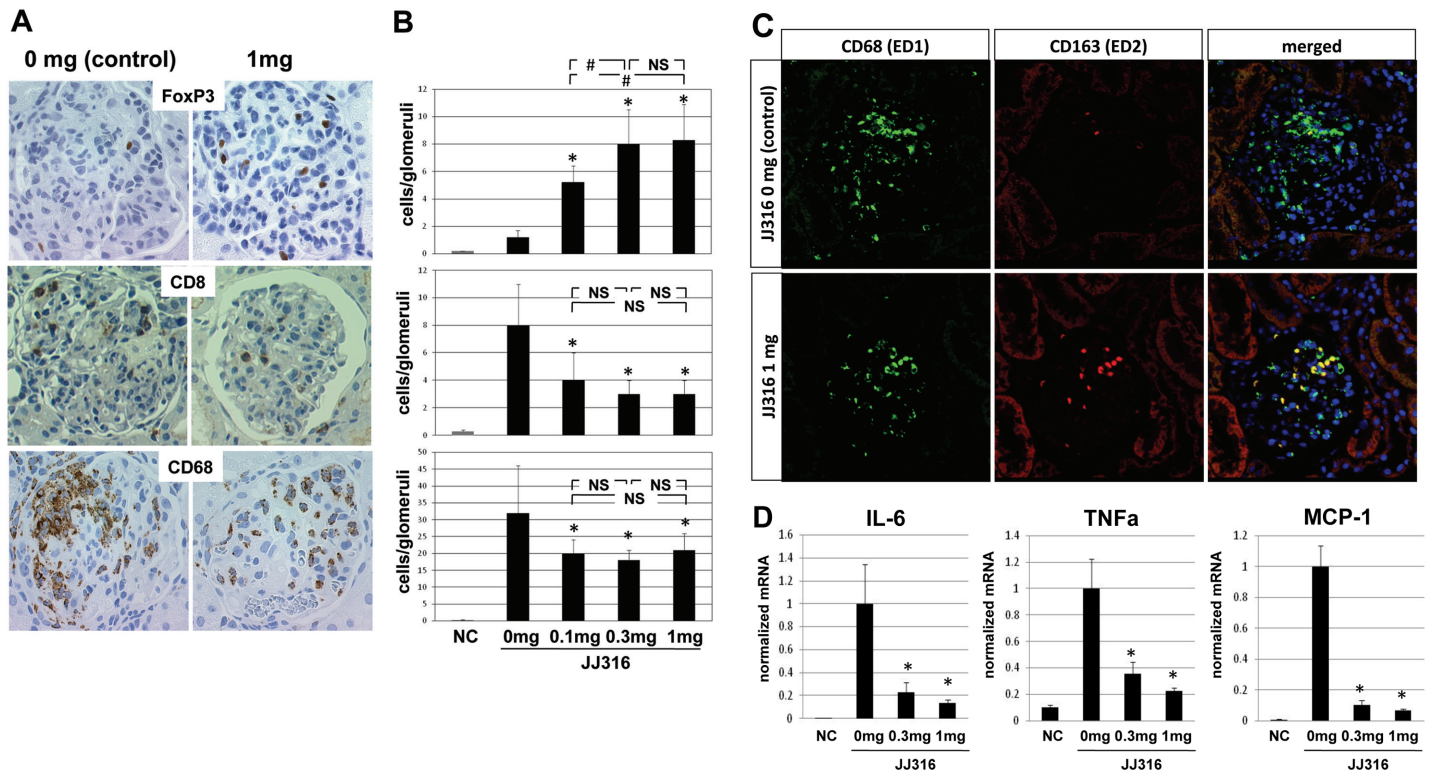 A
0 mg (control) 1mg
FoxP3
CD8
CD68
B
# NS
#
* * *
12
10
8
6
4
2
0
cells/glomeruli
NS NS
NS
* * *
12
10
8
6
4
2
0
cells/glomeruli
NS NS
NS
* * *
50
45
40
35
30
25
20
15
10
5
0
cells/glomeruli
NC 0mg 0.1mg 0.3mg 1mg
JJ316
C
CD68 (ED1) CD163 (ED2) merged
JJ316 0 mg (control)
JJ316 1 mg
D
IL-6
1.6
1.4
1.2
1
0.8
0.6
0.4
0.2
0
normalized mRNA
* *
NC 0mg 0.3mg 1mg
JJ316
TNFa
1.4
1.2
1
0.8
0.6
0.4
0.2
0
normalized mRNA
* *
NC 0mg 0.3mg 1mg
JJ316
MCP-1
1.2
1
0.8
0.6
0.4
0.2
0
normalized mRNA
* *
NC 0mg 0.3mg 1mg
JJ316